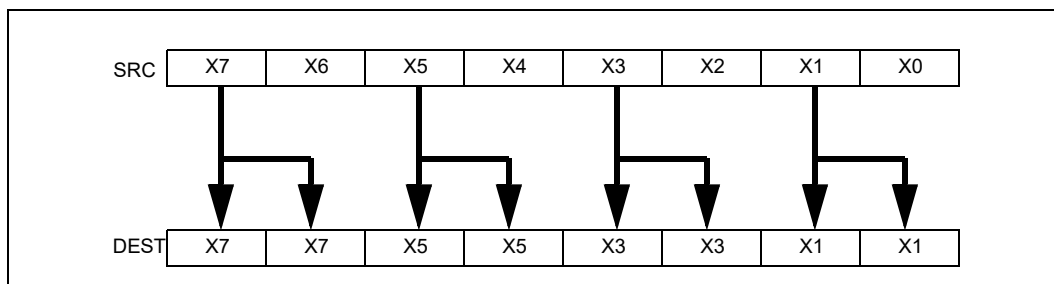 SRC X7 X6 X5 X4 X3 X2 X1 X0
DEST X7 X7 X5 X5 X3 X3 X1 X1